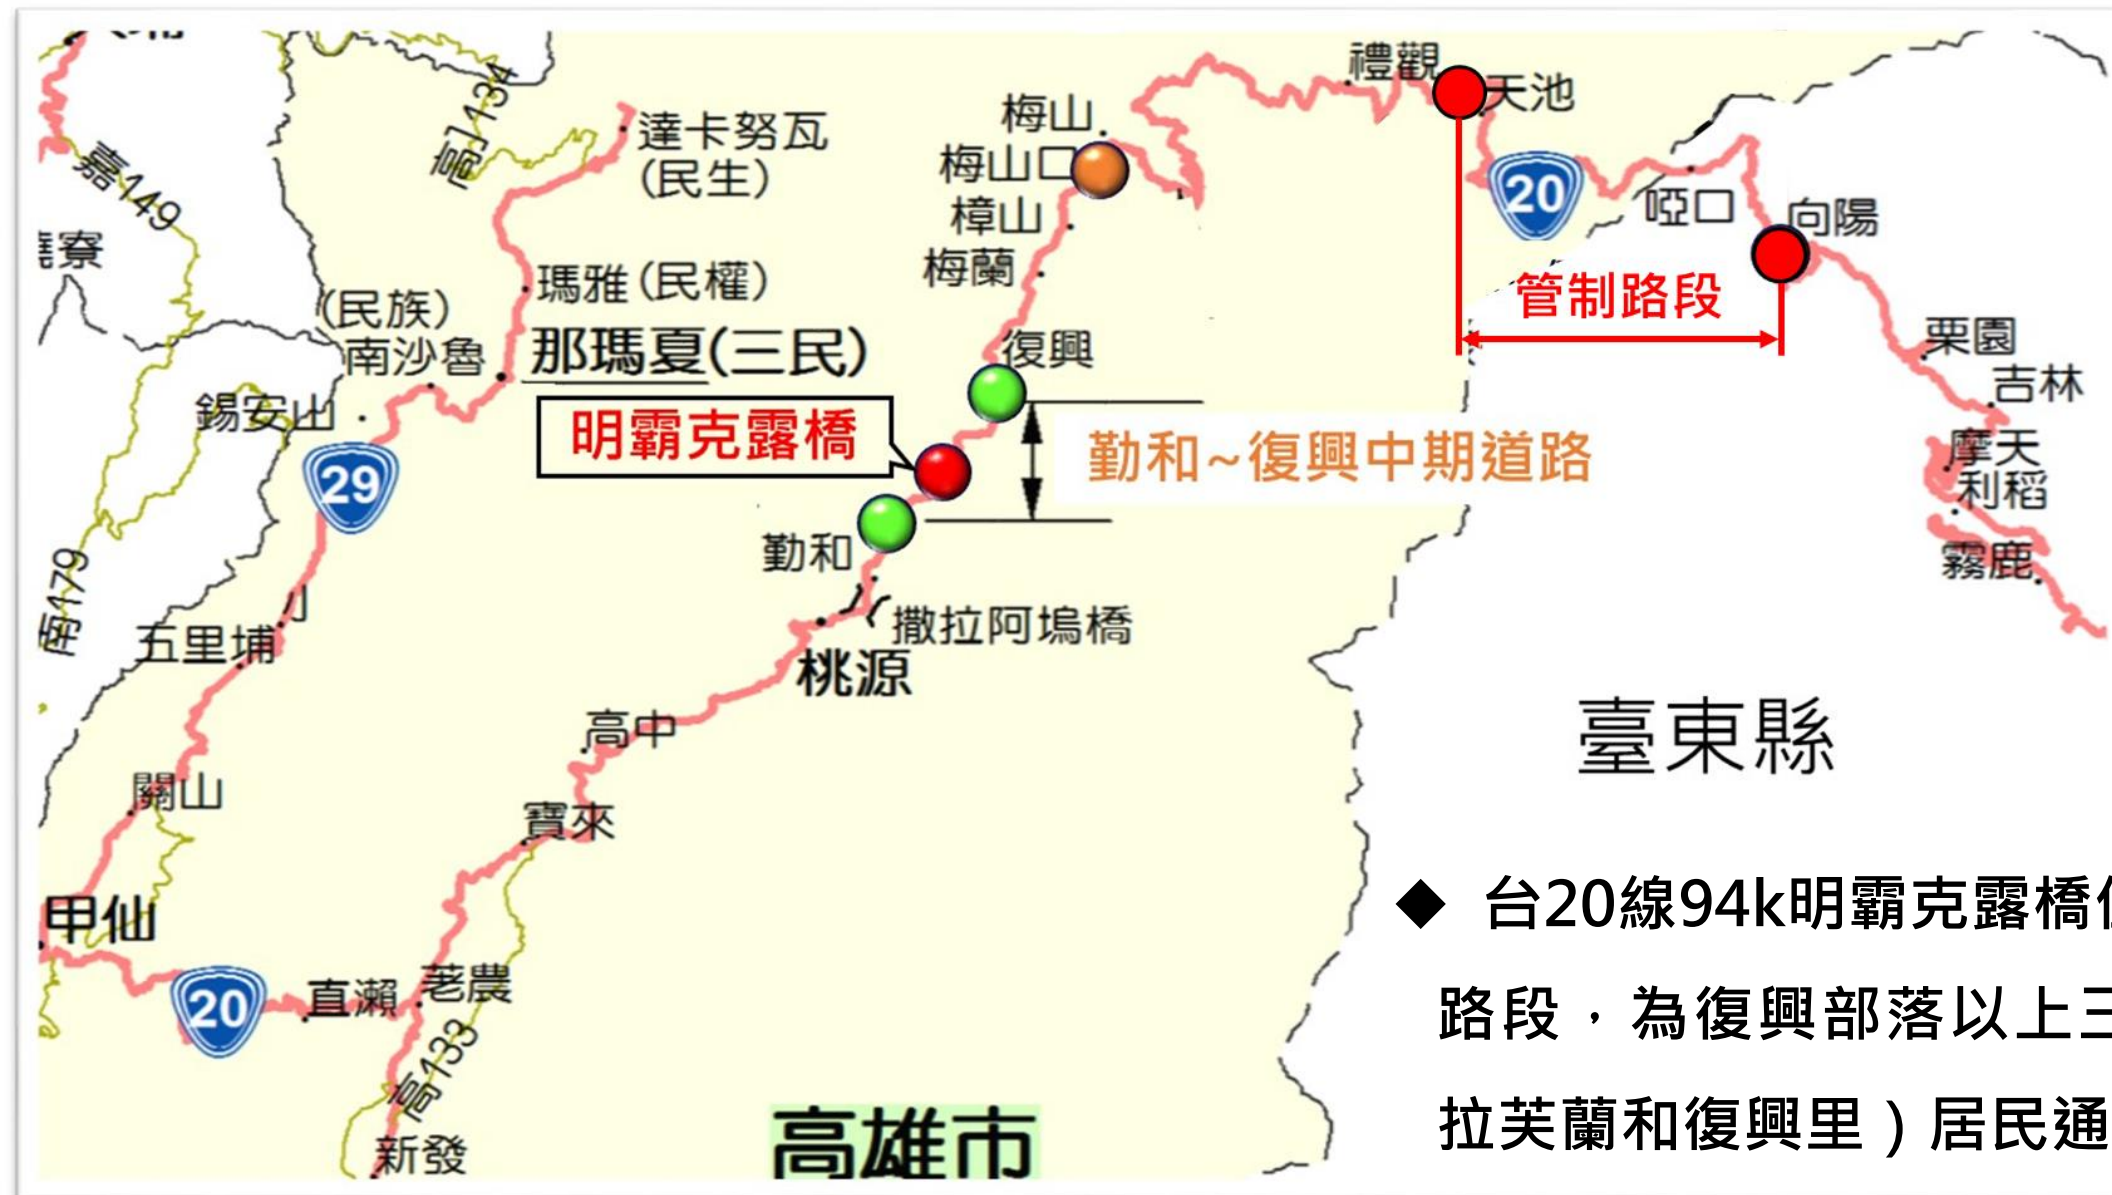 高134
禮觀
天池
達卡努瓦
(民生)
梅山
梅山口
嘉149
樟山
20
啞口
向陽
梅蘭
瑪雅(民權)
管制路段
(民族)
南沙魯
那瑪夏(三民)
復興
栗園
吉林
錫安山
明霸克露橋
勤和~復興中期道路
摩天
利稻
29
勤和
霧鹿
南179
撒拉阿塢橋
五里埔
桃源
高中
臺東縣
關山
寶來
甲仙
◆ 台20線94k明霸克露橋
20
直瀨
荖農
路段，為復興部落以上三
高133
拉芙蘭和復興里）居民通
新發
高雄市